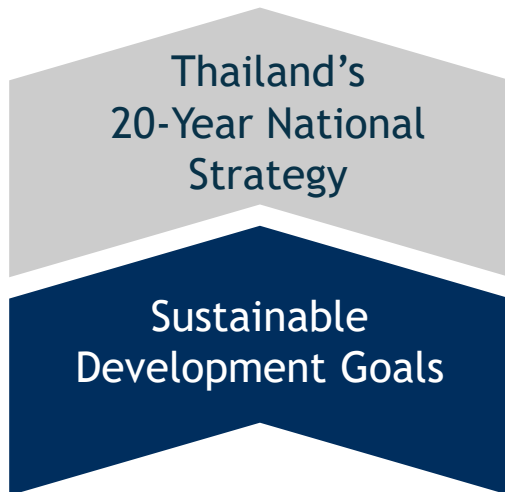 Thailand’s
20-Year National
Strategy
Sustainable
Development Goals